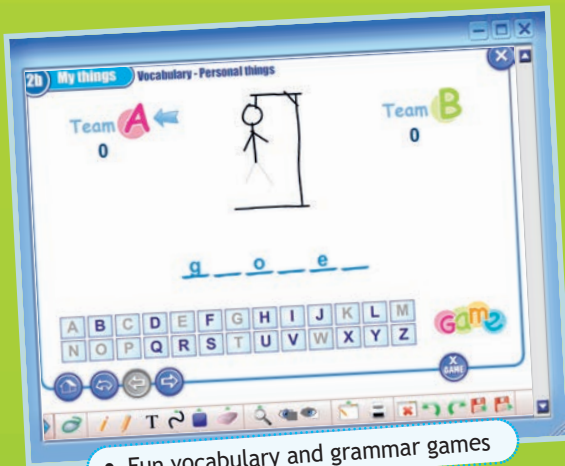 2b My things Vocabulary - Personal things
Team A
0
Team B
0
g _ o _ e _
A B C D E F G H I J K L M
N O P Q R S T U V W X Y Z
Game
X
GAME
T
• Fun vocabulary and grammar games